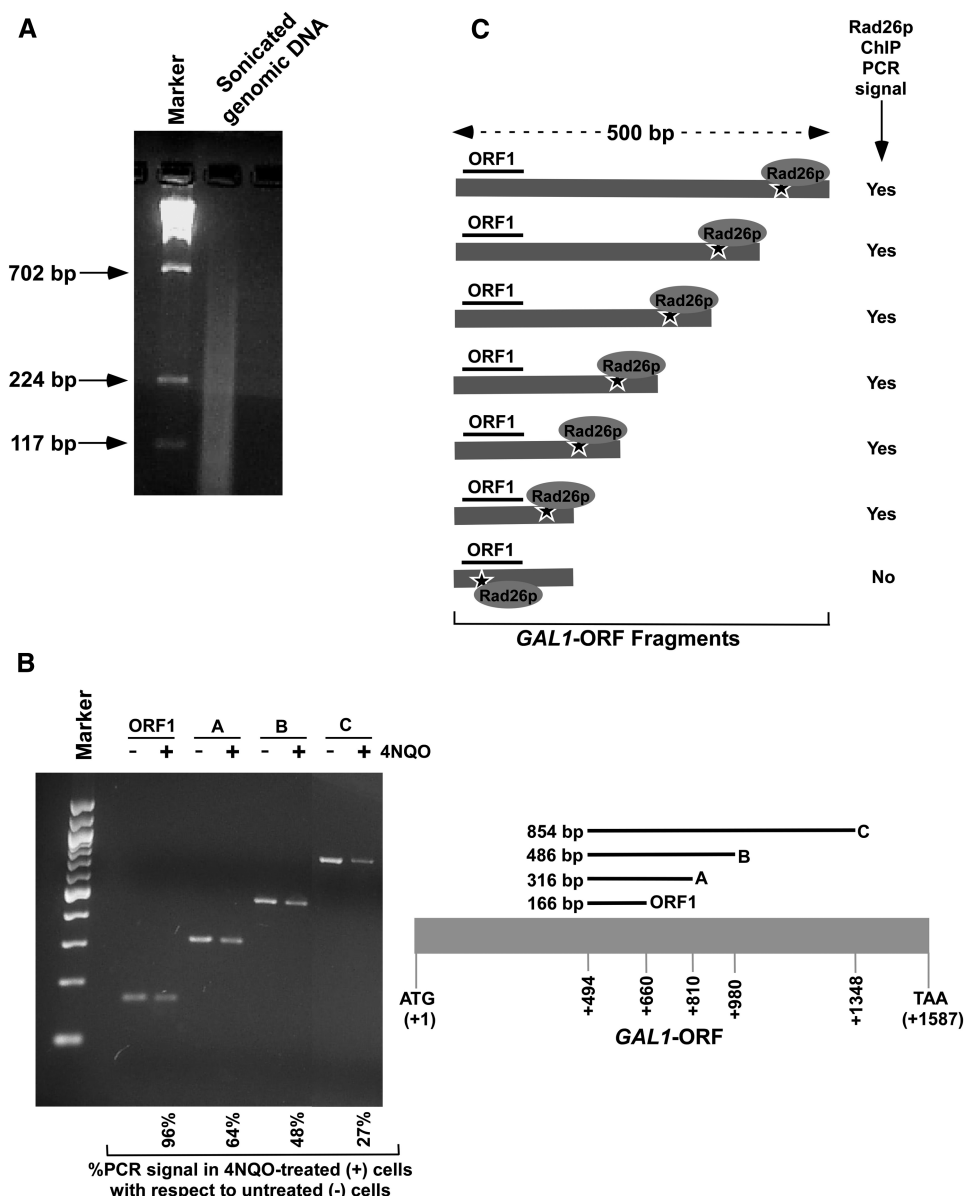 A
Marker
Sonicated
genomic DNA
702 bp
224 bp
117 bp
C
Rad26p
ChIP
PCR
signal
500 bp
ORF1
Rad26p
Yes
ORF1
Rad26p
Yes
ORF1
Rad26p
Yes
ORF1
Rad26p
Yes
ORF1
Rad26p
Yes
ORF1
Rad26p
Yes
ORF1
Rad26p
No
GAL1-ORF Fragments
B
Marker
ORF1 A B C
- + - + - + - + 4NQO
96% 64% 48% 27%
%PCR signal in 4NQO-treated (+) cells
with respect to untreated (-) cells
854 bp C
486 bp B
316 bp A
166 bp ORF1
ATG
(+1)
+494 +660 +810 +980 +1348
TAA
(+1587)
GAL1-ORF